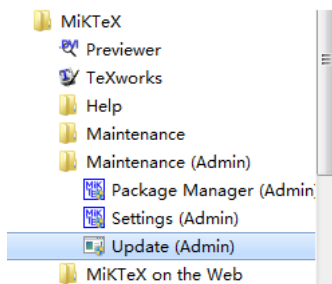 MiKTeX
Previewer
TeXworks
Help
Maintenance
Maintenance (Admin)
Package Manager (Admin)
Settings (Admin)
Update (Admin)
MiKTeX on the Web